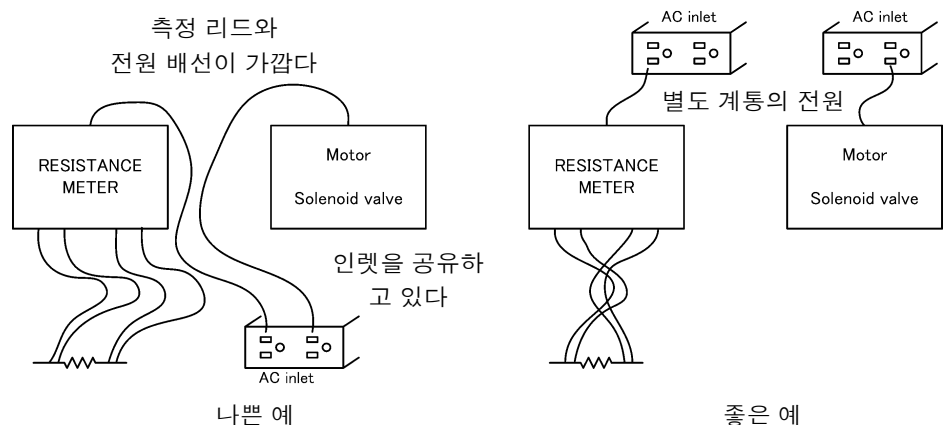 측정 리드와
전원 배선이 가깝다
RESISTANCE
METER
Motor
Solenoid valve
인렛을 공유하
고 있다
AC inlet
나쁜 예
AC inlet
AC inlet
별도 계통의 전원
RESISTANCE
METER
Motor
Solenoid valve
좋은 예